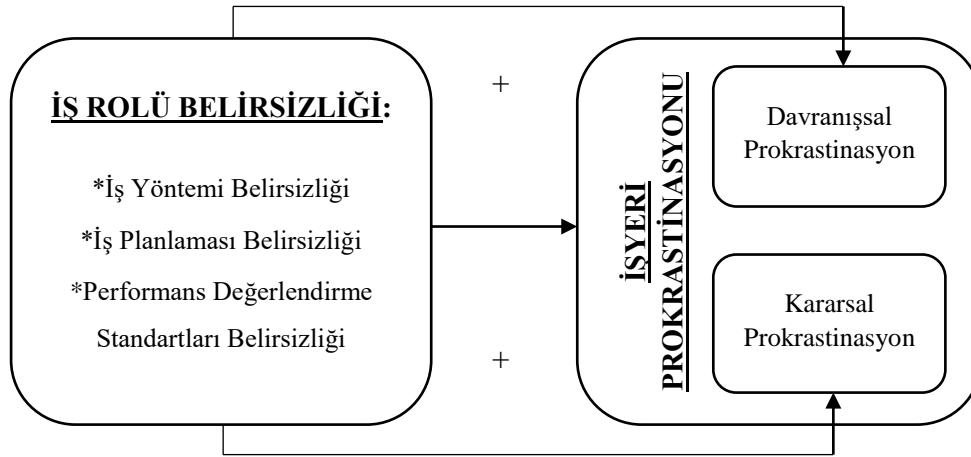 İŞ ROLÜ BELİRSİZLİĞİ:
*İş Yöntemi Belirsizliği
*İş Planlaması Belirsizliği
*Performans Değerlendirme
Standartları Belirsizliği
+
+
İŞYERİ
PROKRASTİNASYONU
Davranışsal
Prokrastinasyon
Kararsal
Prokrastinasyon